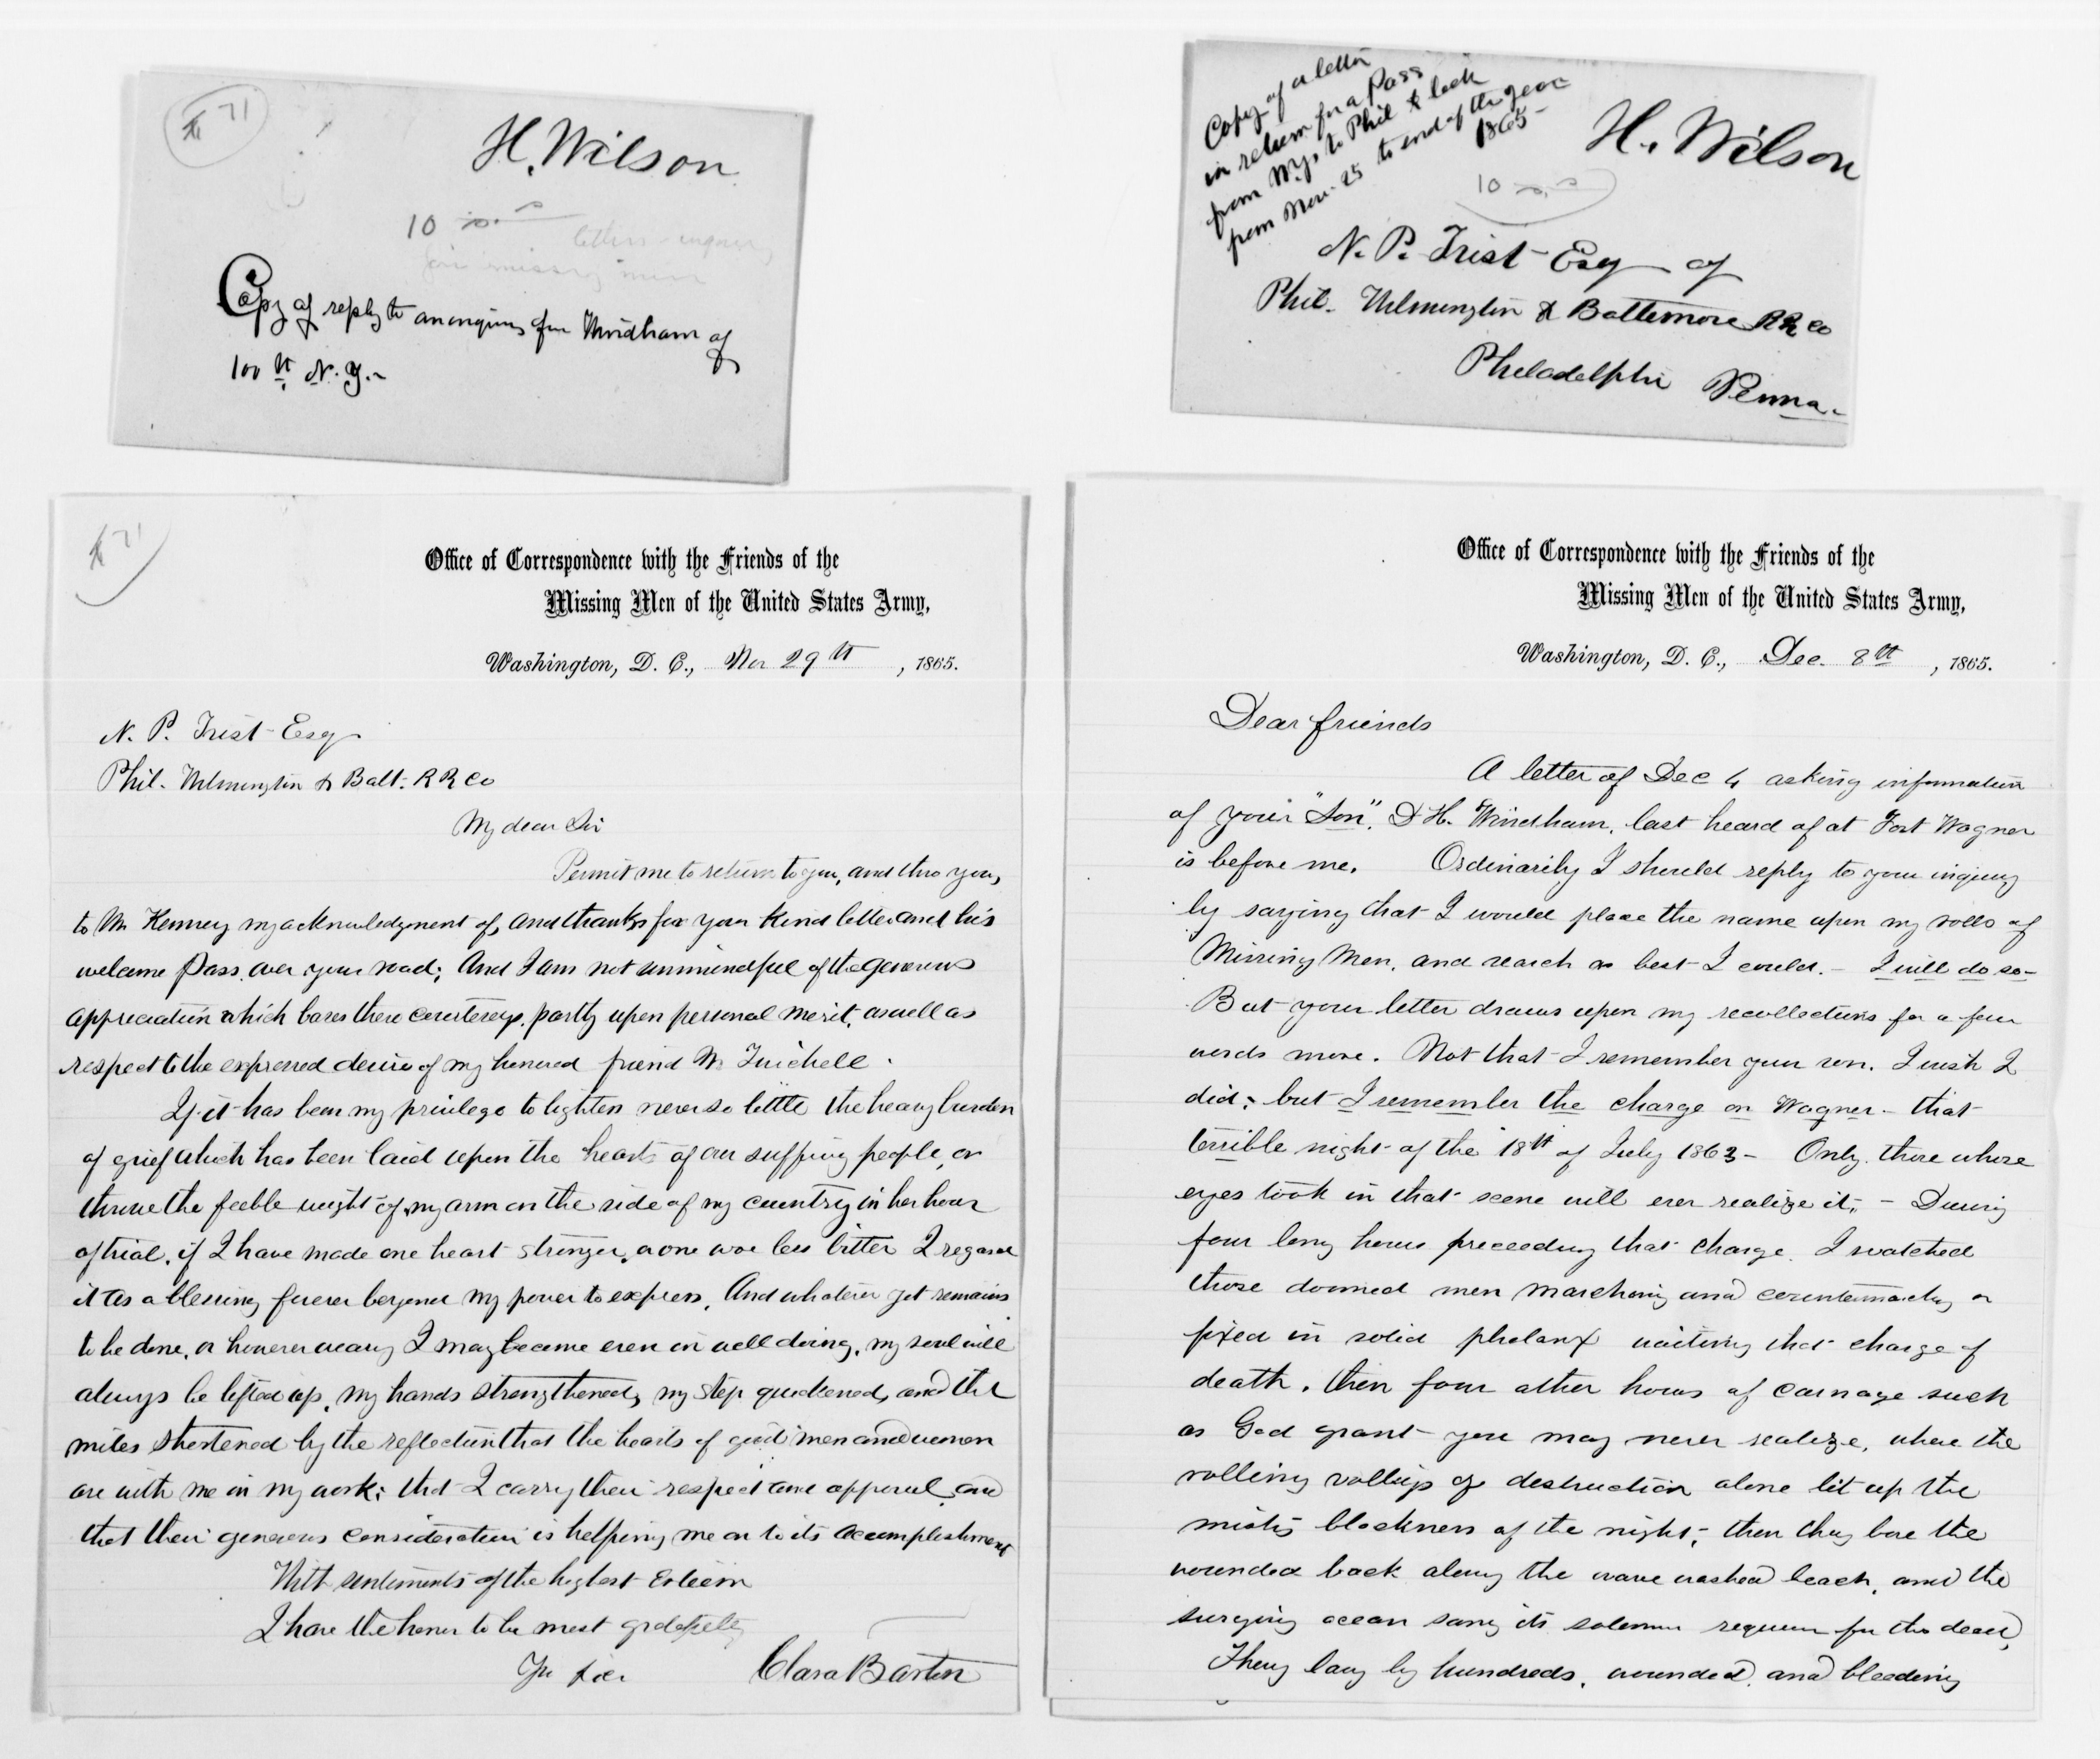 71
H. Wilson
10
letters inquiry
for missing men
Copy of reply to an enquiry for Windham of
100th N. Y.
Copy of a letter
in return for a Pass
from W.y. to Phil & back
from Nov. 25 to end of the year
1865
H. Wilson
10
N. P. Trist Esq of
Phil. Wilmington & Baltimore RR Co
Philadelphi Penna.
71
Office of Correspondence with the Friends of the
Missing Men of the United States Army,
Washington, D. C., Nov 29th, 1865.
N. P. Trist Esq
Phil. Wilmington & Balt. RR Co
My dear Sir
Permit me to return to you, and thro you,
to Mr Kenney my acknowledgment of, and thanks for your kind letter and his
welcome Pass over your road; And I am not unmindful of the generous
appreciation which bases these courtesys, partly upon personal merit, as well as
respect to the expressed desire of my honored friend Mr Twichell.
If it has been my privilege to lighten never so little the heavy burden
of grief which has been laid upon the hearts of our suffring people, or
throw the feeble weight of my arm on the side of my country in her hour
of trial, if I have made one heart stronger, or one woe less bitter I regard
it as a blessing forever beyond my power to express. And whatever yet remains
to be done, or however weary I may become even in well doing, my soul will
always be lifted up, my hands strengthened, my step quickened, and the
miles shortened by the reflection that the hearts of good men and women
are with me in my work; that I carry their respect and approval, and
that their generous consideration is helping me on to its accomplishment
With sentiments of the highest Esteem
I have the honor to be most gratefully
Yr
Clara Barton
Office of Correspondence with the Friends of the
Missing Men of the United States Army,
Washington, D. C., Dec. 8th, 1865.
Dear friends
A letter of Dec 4 asking information
of your "Son", D H. Windham, last heard of at Fort Wagner
is before me. Ordinarily I should reply to your inquiry
by saying that I would place the name upon my rolls of
Missing Men, and search as best I could. - I will do so -
But your letter draws upon my recollections for a few
words more. Not that I remember your son. I wish I
did; but I remember the charge on Wagner - that
terrible night of the 18th of July 1863 - Only those whose
eyes took in that scene will ever realize it, - During
four long hours preceeding that charge I watched
those doomed men marching and countermarching or
fixed in solid phalanx waiting that charge of
death, then four other hours of carnage such
as God grant you may never realize, where the
rolling vollies of destruction alone lit up the
misty blackness of the night; then they bore the
wounded back along the wave washed beach, and the
surging ocean sang its solemn requium for the dead,
They lay by hundreds, wounded and bleeding